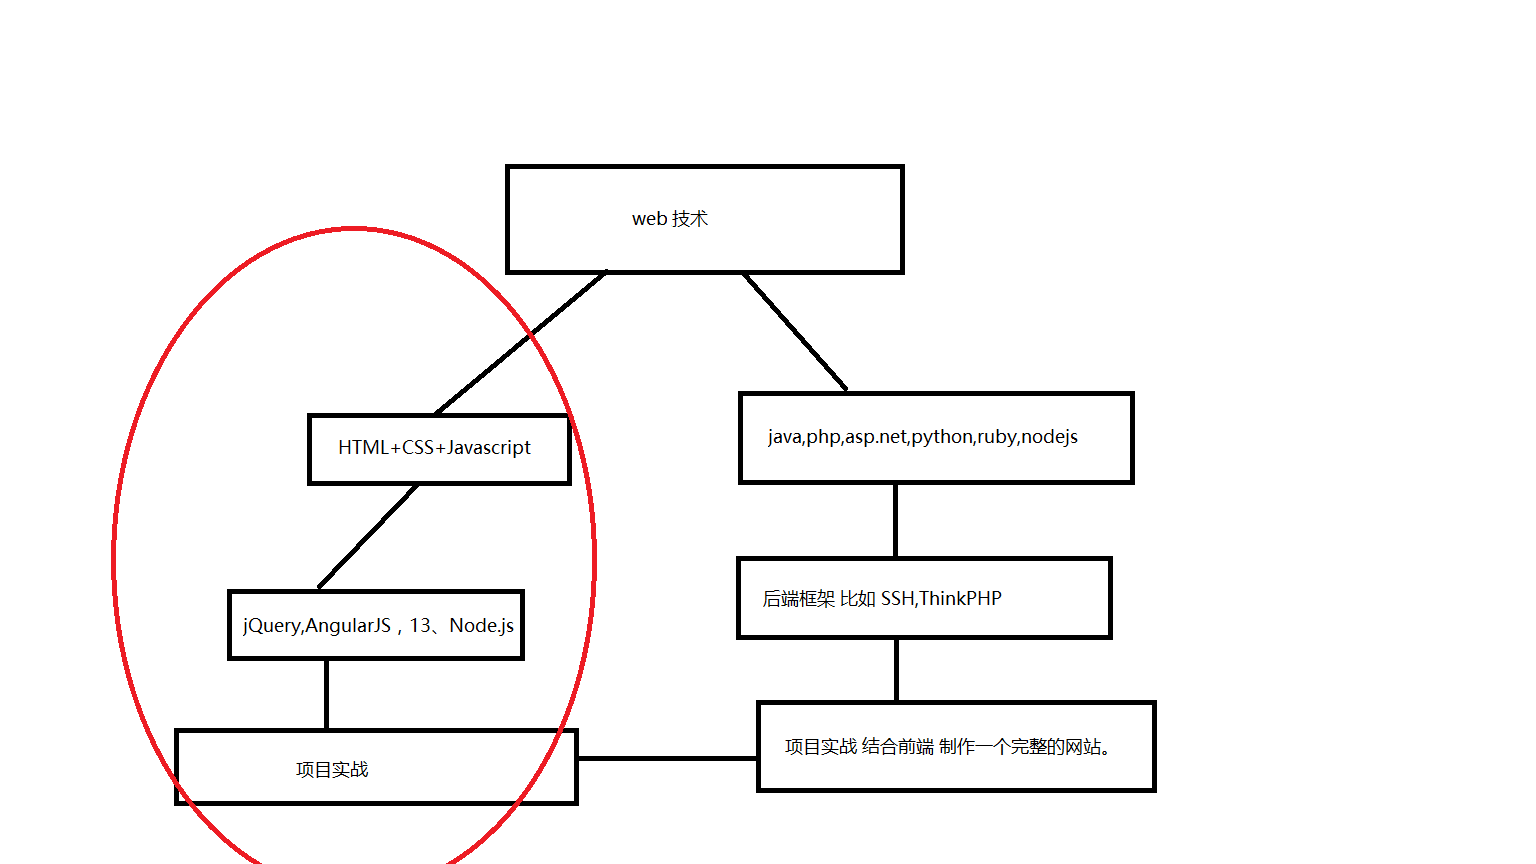 web 技术
HTML+CSS+Javascript
java,php,asp.net,python,ruby,nodejs
jQuery,AngularJS，13、Node.js
后端框架 比如 SSH,ThinkPHP
项目实战
项目实战 结合前端 制作一个完整的网站。